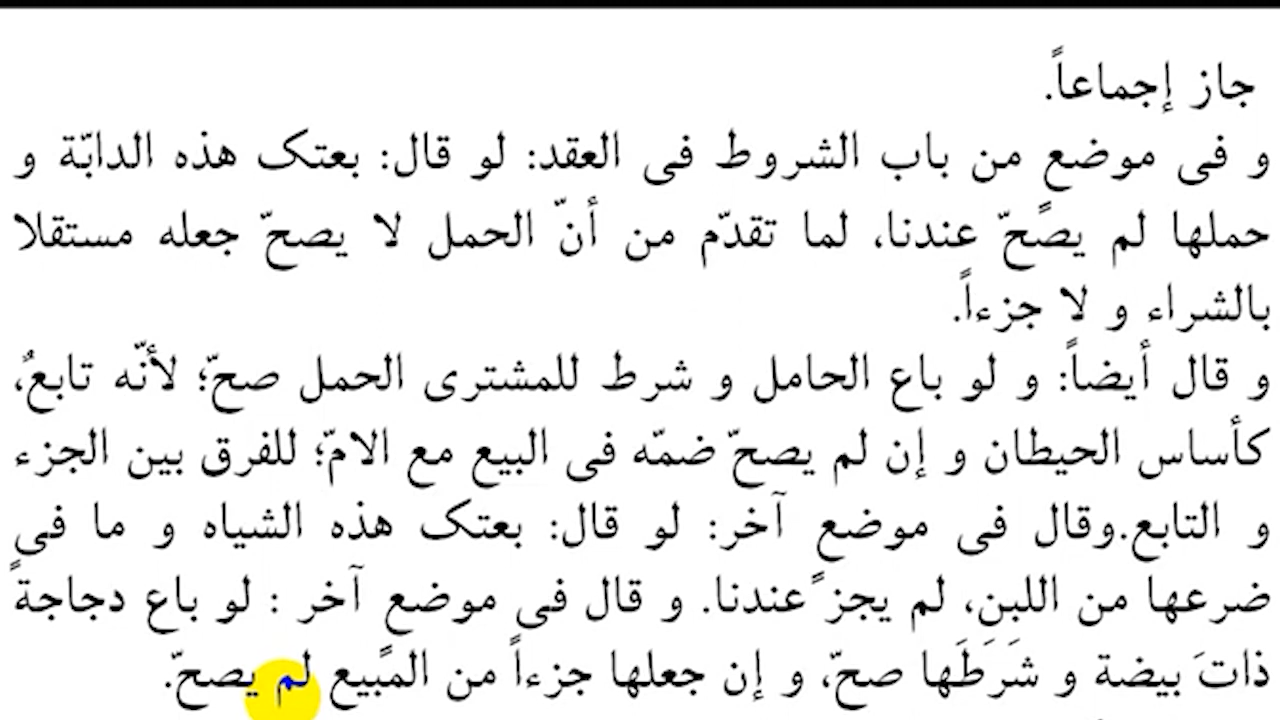 جاز إجماعاً.
و فى موضع من باب الشروط فى العقد: لو قال: بعتک هذه الدابّة و
حملها لم يصحّ عندنا، لما تقدّم من أنّ الحمل لا يصحّ جعله مستقلا
بالشراء و لا جزءاً.
و قال أيضاً: و لو باع الحامل و شرط للمشترى الحمل صحّ؛ لأنّه تابعٌ،
كأساس الحيطان و إن لم يصحّ ضمّه فى البيع مع الامّ؛ للفرق بين الجزء
و التابع.وقال فى موضع آخر: لو قال: بعتک هذه الشياه و ما فى
ضرعها من اللبن، لم يجز عندنا. و قال فى موضع آخر : لو باع دجاجةً
ذاتَ بيضة و شَرَطَها صحّ، و إن جعلها جزءاً من المبيع لم يصحّ.